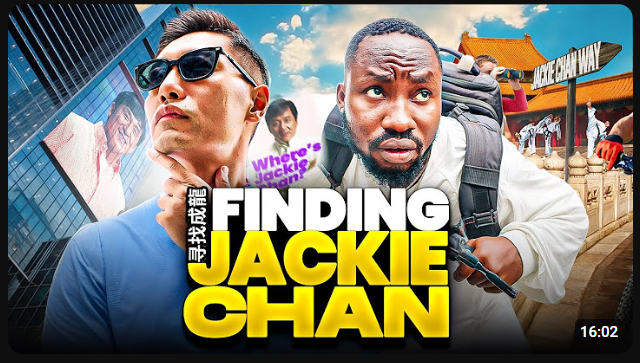 JACKIE CHAN WAY
Where's
Jackie
Chan?
寻找成龍
FINDING
JACKIE
CHAN
16:02